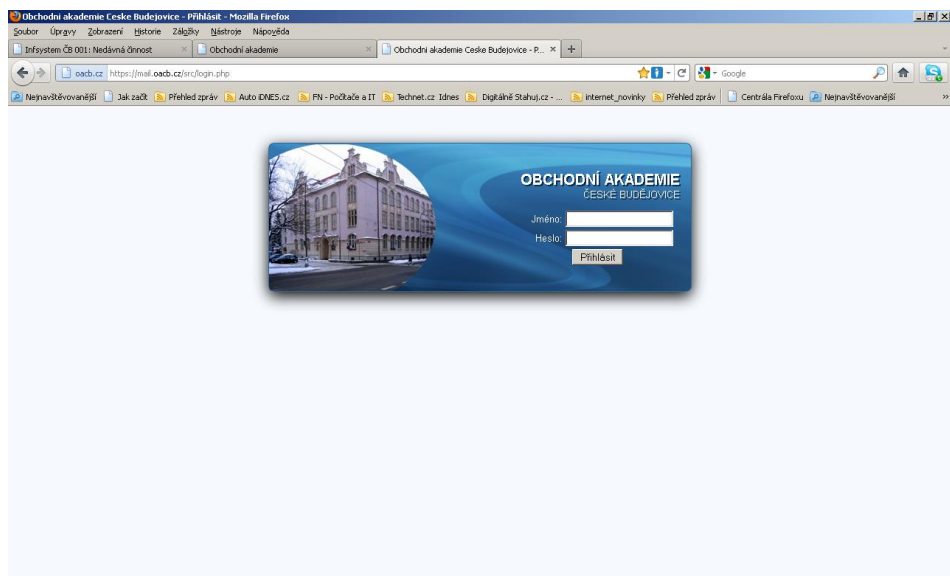 Obchodni akademie Ceske Budejovice - Přihlásit - Mozilla Firefox
Soubor Úpravy Zobrazení Historie Záložky Nástroje Nápověda
Infsystem ČB 001: Nedávná činnost Obchodní akademie Obchodni akademie Ceske Budejovice - P...
oacb.cz https://mail.oacb.cz/src/login.php Google
Nejnavštěvovanější Jak začít Přehled zpráv Auto iDNES.cz FN - Počítače a IT Technet.cz Idnes Digitálně Stahuj.cz - ... internet_novinky Přehled zpráv Centrála Firefoxu Nejnavštěvovanější
OBCHODNÍ AKADEMIE
ČESKÉ BUDĚJOVICE
Jméno:
Heslo:
Přihlásit